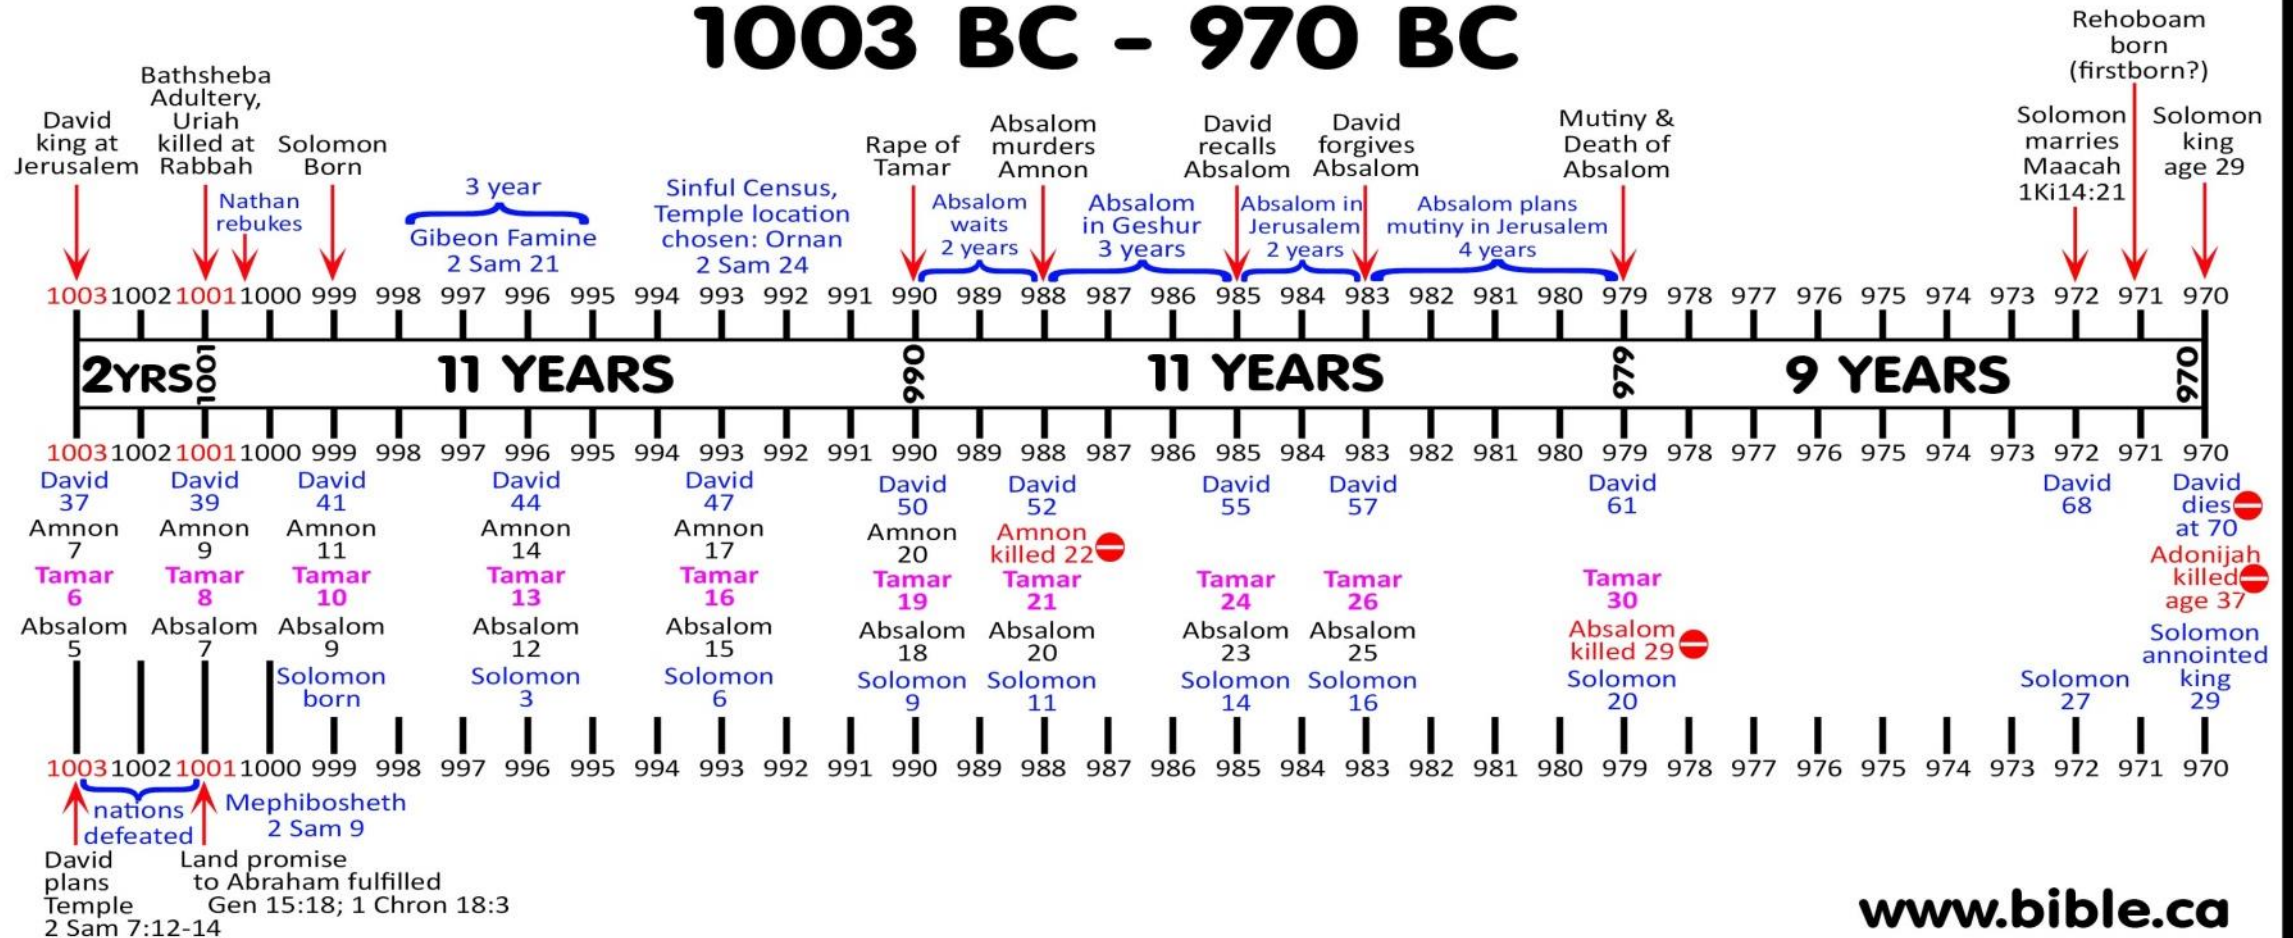 1003 BC - 970 BC
David
king at
Jerusalem
Bathsheba
Adultery,
Uriah
killed at
Rabbah
Nathan
rebukes
Solomon
Born
3 year
Gibeon Famine
2 Sam 21
Sinful Census,
Temple location
chosen: Ornan
2 Sam 24
Rape of
Tamar
Absalom
waits
2 years
Absalom
murders
Amnon
Absalom
in Geshur
3 years
David
recalls
Absalom
Absalom in
Jerusalem
2 years
David
forgives
Absalom
Absalom plans
mutiny in Jerusalem
4 years
Mutiny &
Death of
Absalom
Solomon
marries
Maacah
1Ki14:21
Rehoboam
born
(firstborn?)
Solomon
king
age 29
1003 1002 1001 1000 999 998 997 996 995 994 993 992 991 990 989 988 987 986 985 984 983 982 981 980 979 978 977 976 975 974 973 972 971 970
2YRS 1001 11 YEARS 990 11 YEARS 979 9 YEARS 970
1003 1002 1001 1000 999 998 997 996 995 994 993 992 991 990 989 988 987 986 985 984 983 982 981 980 979 978 977 976 975 974 973 972 971 970
David
37
Amnon
7
Tamar
6
Absalom
5
David
39
Amnon
9
Tamar
8
Absalom
7
David
41
Amnon
11
Tamar
10
Absalom
9
Solomon
born
David
44
Amnon
14
Tamar
13
Absalom
12
Solomon
3
David
47
Amnon
17
Tamar
16
Absalom
15
Solomon
6
David
50
Amnon
20
Tamar
19
Absalom
18
Solomon
9
David
52
Amnon
killed 22
Tamar
21
Absalom
20
Solomon
11
David
55
Tamar
24
Absalom
23
Solomon
14
David
57
Tamar
26
Absalom
25
Solomon
16
David
61
Tamar
30
Absalom
killed 29
Solomon
20
David
68
Solomon
27
David
dies
at 70
Adonijah
killed
age 37
Solomon
annointed
king
29
1003 1002 1001 1000 999 998 997 996 995 994 993 992 991 990 989 988 987 986 985 984 983 982 981 980 979 978 977 976 975 974 973 972 971 970
nations
defeated
Mephibosheth
2 Sam 9
David
plans
Temple
2 Sam 7:12-14
Land promise
to Abraham fulfilled
Gen 15:18; 1 Chron 18:3
www.bible.ca